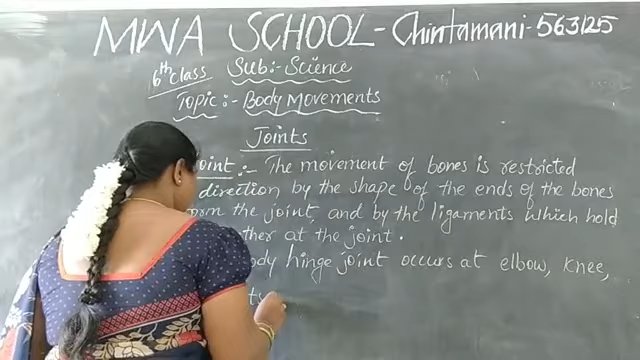 MWA SCHOOL - Chintamani - 563125
6th class Sub:- Science
Topic:- Body Movements
Joints
oint:- The movement of bones is restricted
direction by the shape of the ends of the bones
orm the joint, and by the ligaments which hold
ther at the joint.
ody hinge joint occurs at elbow, knee,
ts